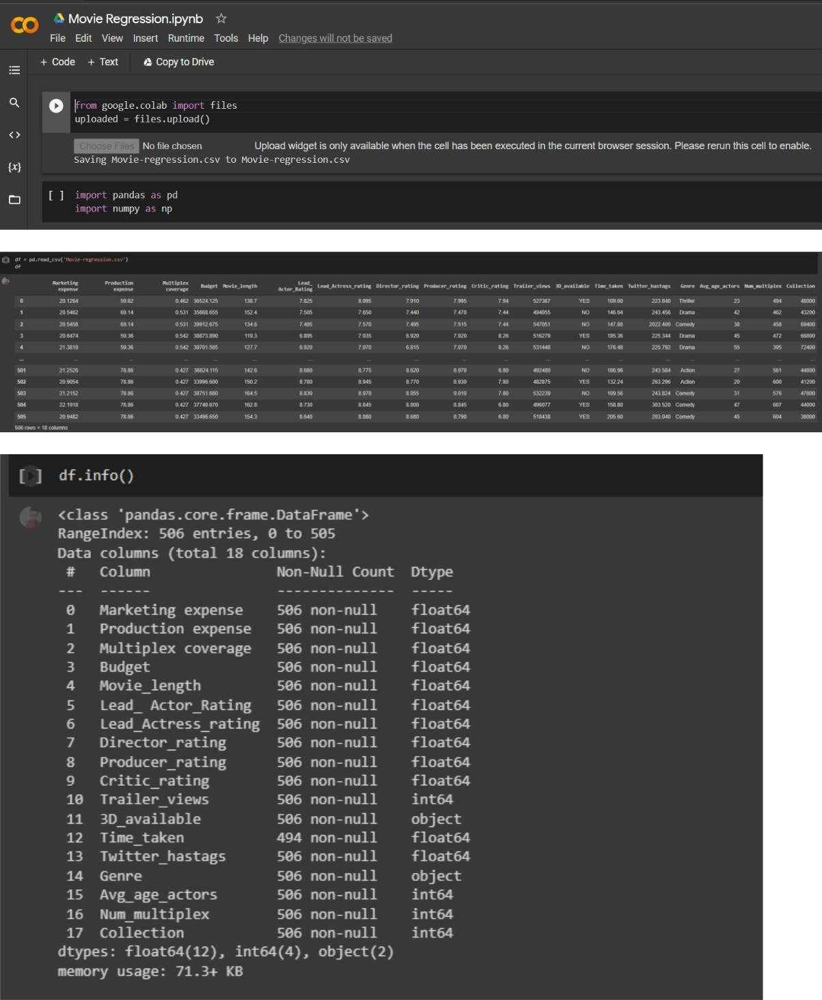 Movie Regression.ipynb
File Edit View Insert Runtime Tools Help Changes will not be saved
+ Code + Text Copy to Drive
from google.colab import files
uploaded = files.upload()
Choose Files No file chosen Upload widget is only available when the cell has been executed in the current browser session. Please rerun this cell to enable.
Saving Movie-regression.csv to Movie-regression.csv
{x}
[ ] import pandas as pd
import numpy as np
df = pd.read_csv('Movie-regression.csv')
df
Marketing expense Production expense Multiplex coverage Budget Movie_length Lead_ Actor_Rating Lead_Actress_rating Director_rating Producer_rating Critic_rating Trailer_views 3D_available Time_taken Twitter_hastags Genre Avg_age_actors Num_multiplex Collection
0 20.1264 59.62 0.462 36524.125 138.7 7.825 8.095 7.910 7.995 7.94 527367 YES 109.60 223.840 Thriller 23 494 48000
1 20.5462 69.14 0.531 35668.655 152.4 7.505 7.650 7.440 7.470 7.44 494055 NO 146.64 243.456 Drama 42 462 43200
2 20.5458 69.14 0.531 39912.675 134.6 7.485 7.570 7.495 7.515 7.44 547051 NO 147.88 2022.400 Comedy 38 458 69400
3 20.6474 59.36 0.542 38873.890 119.3 6.895 7.035 6.920 7.020 8.26 516279 YES 185.36 225.344 Drama 45 472 66800
4 21.3810 59.36 0.542 39701.585 127.7 6.920 7.070 6.815 7.070 8.26 531448 NO 176.48 225.792 Drama 55 395 72400
... ... ... ... ... ... ... ... ... ... ... ... ... ... ... ... ... ... ...
501 21.2526 78.86 0.427 36624.115 142.6 8.680 8.775 8.620 8.970 6.80 492480 NO 186.96 243.584 Action 27 561 44800
502 20.9054 78.86 0.427 33996.600 150.2 8.780 8.945 8.770 8.930 7.80 482875 YES 132.24 263.296 Action 20 600 41200
503 21.2152 78.86 0.427 38751.680 164.5 8.830 8.970 8.855 9.010 7.80 532239 NO 109.56 243.824 Comedy 31 576 47800
504 22.1918 78.86 0.427 37740.670 162.8 8.730 8.845 8.800 8.845 6.80 496077 YES 158.80 303.520 Comedy 47 607 44000
505 20.9482 78.86 0.427 33496.650 154.3 8.640 8.880 8.680 8.790 6.80 518438 YES 205.60 203.040 Comedy 45 604 38000
506 rows × 18 columns
[ ] df.info()
<class 'pandas.core.frame.DataFrame'>
RangeIndex: 506 entries, 0 to 505
Data columns (total 18 columns):
# Column Non-Null Count Dtype
--- ------ -------------- -----
0 Marketing expense 506 non-null float64
1 Production expense 506 non-null float64
2 Multiplex coverage 506 non-null float64
3 Budget 506 non-null float64
4 Movie_length 506 non-null float64
5 Lead_ Actor_Rating 506 non-null float64
6 Lead_Actress_rating 506 non-null float64
7 Director_rating 506 non-null float64
8 Producer_rating 506 non-null float64
9 Critic_rating 506 non-null float64
10 Trailer_views 506 non-null int64
11 3D_available 506 non-null object
12 Time_taken 494 non-null float64
13 Twitter_hastags 506 non-null float64
14 Genre 506 non-null object
15 Avg_age_actors 506 non-null int64
16 Num_multiplex 506 non-null int64
17 Collection 506 non-null int64
dtypes: float64(12), int64(4), object(2)
memory usage: 71.3+ KB